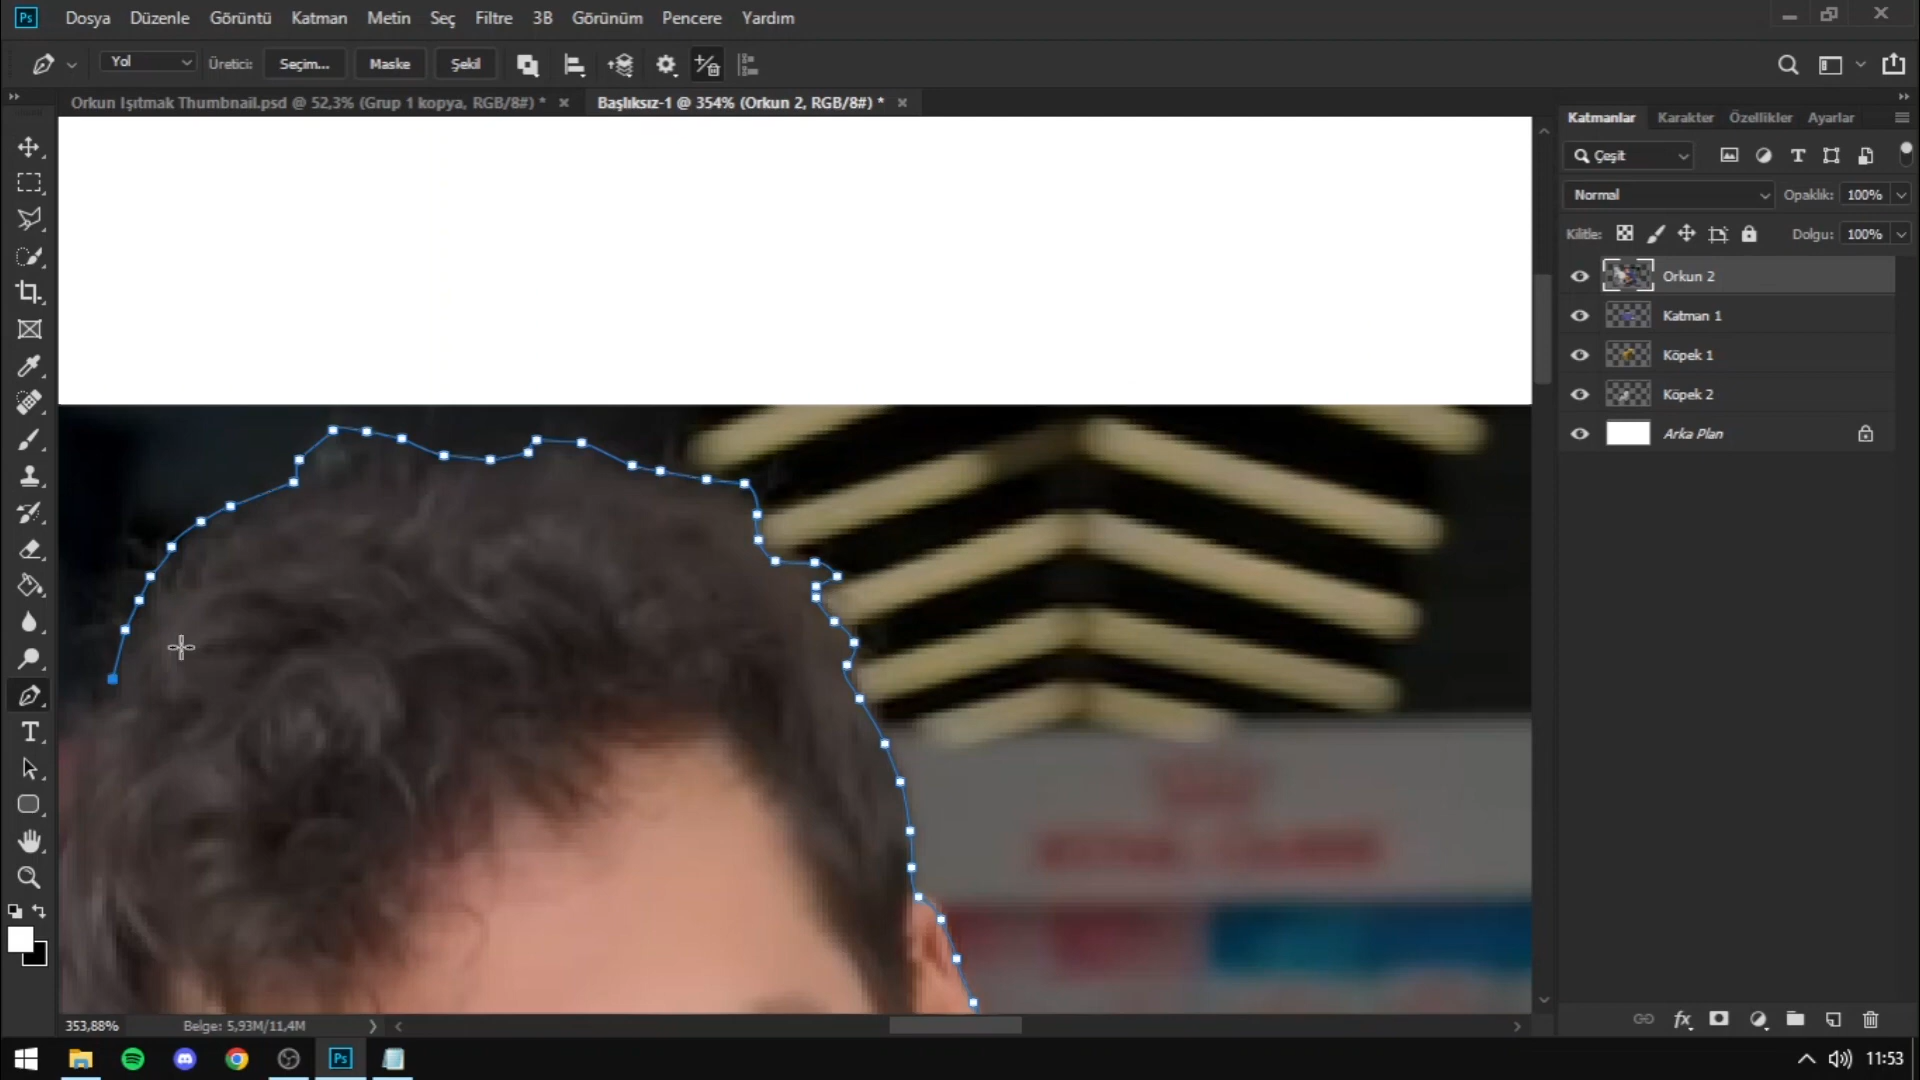 Ps Dosya Düzenle Görüntü Katman Metin Seç Filtre 3B Görünüm Pencere Yardım
Yol Üretici: Seçim... Maske Şekil
Orkun Işıtmak Thumbnail.psd @ 52,3% (Grup 1 kopya, RGB/8#) * Başlıksız-1 @ 354% (Orkun 2, RGB/8#) *
Katmanlar Karakter Özellikler Ayarlar
Çeşit
Normal Opaklık: 100%
Kilitle: Dolgu: 100%
Orkun 2
Katman 1
Köpek 1
Köpek 2
Arka Plan
353,88% Belge: 5,93M/11,4M
Ps 11:53